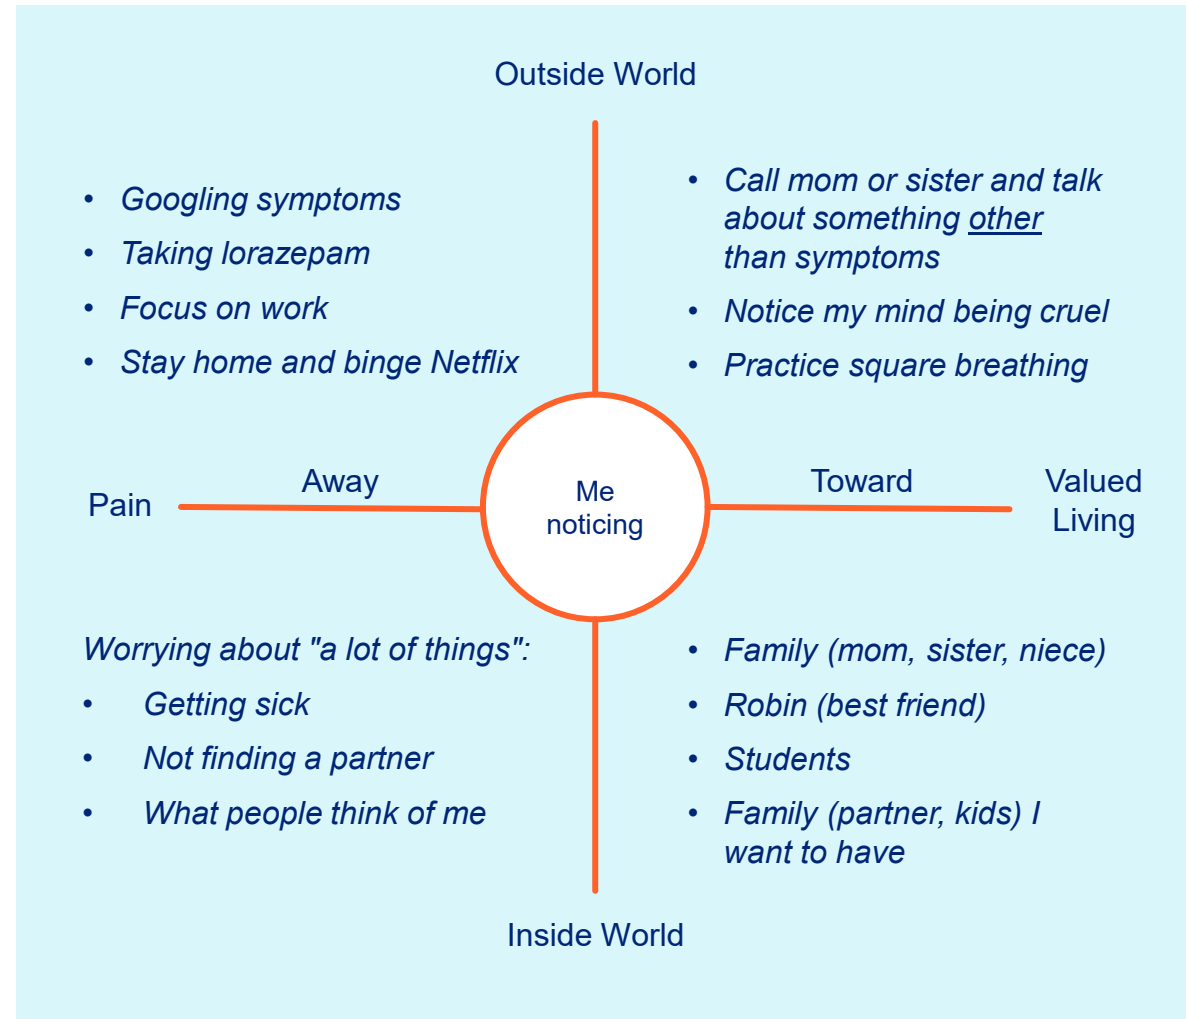 Outside World
• Googling symptoms
• Taking lorazepam
• Focus on work
• Stay home and binge Netflix
• Call mom or sister and talk
about something other
than symptoms
• Notice my mind being cruel
• Practice square breathing
Pain
Away
Me
noticing
Toward
Valued
Living
Worrying about "a lot of things":
• Getting sick
• Not finding a partner
• What people think of me
• Family (mom, sister, niece)
• Robin (best friend)
• Students
• Family (partner, kids) I
want to have
Inside World